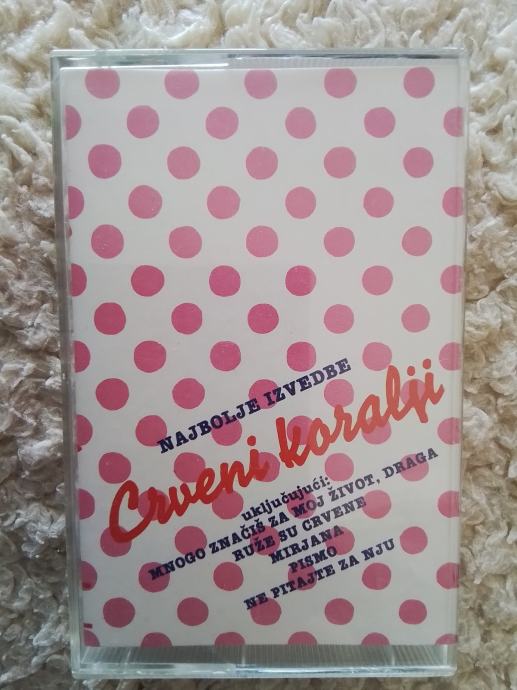 NAJBOLJE IZVEDBE
Crveni koralji
uključujući:
MNOGO ZNAČIŠ ZA MOJ ŽIVOT, DRAGA
RUŽE SU CRVENE
MIRJANA
PISMO
NE PITAJTE ZA NJU